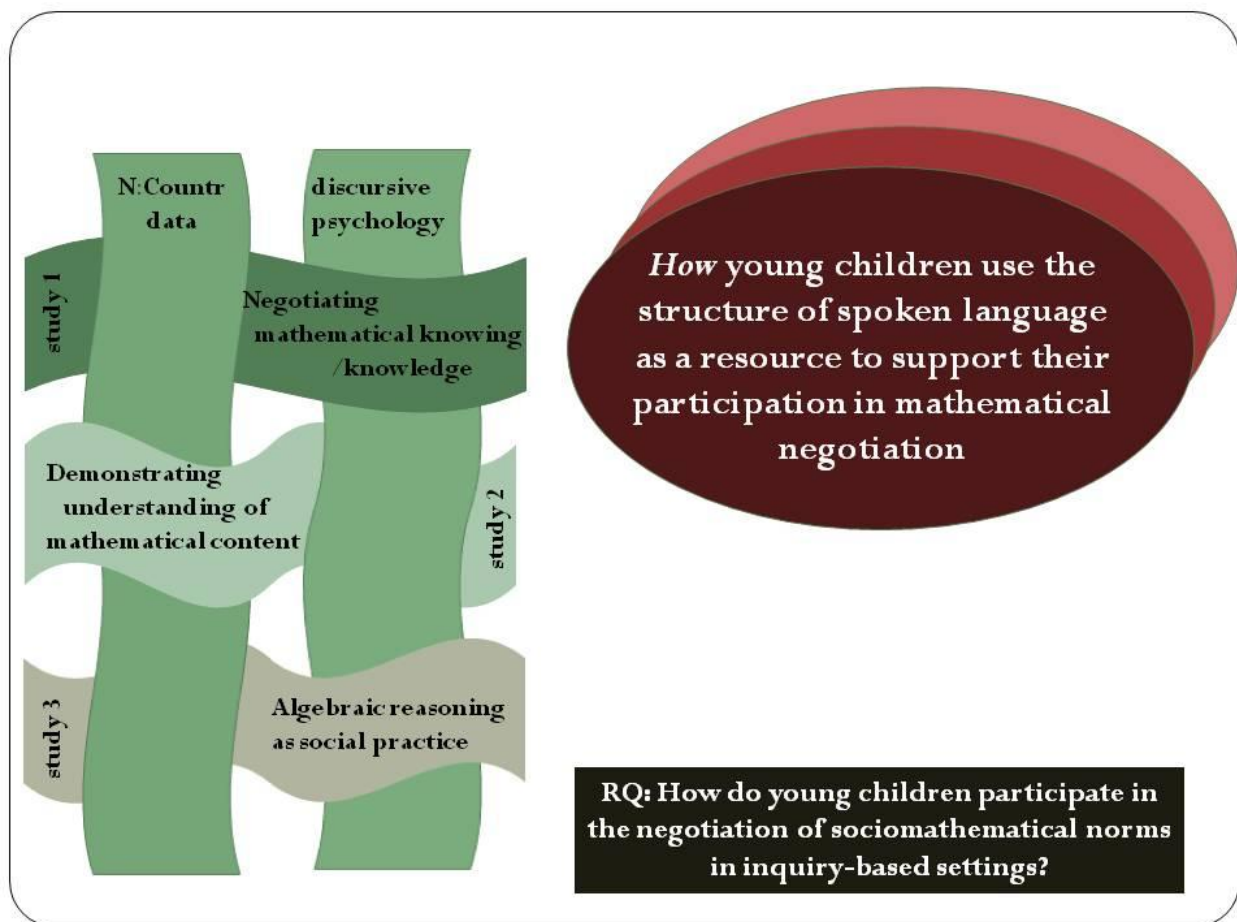 N:Countr
data
discursive
psychology
study 1
Negotiating
mathematical knowing
/knowledge
Demonstrating
understanding of
mathematical content
study 2
study 3
Algebraic reasoning
as social practice
How young children use the
structure of spoken language
as a resource to support their
participation in mathematical
negotiation
RQ: How do young children participate in
the negotiation of sociomathematical norms
in inquiry-based settings?